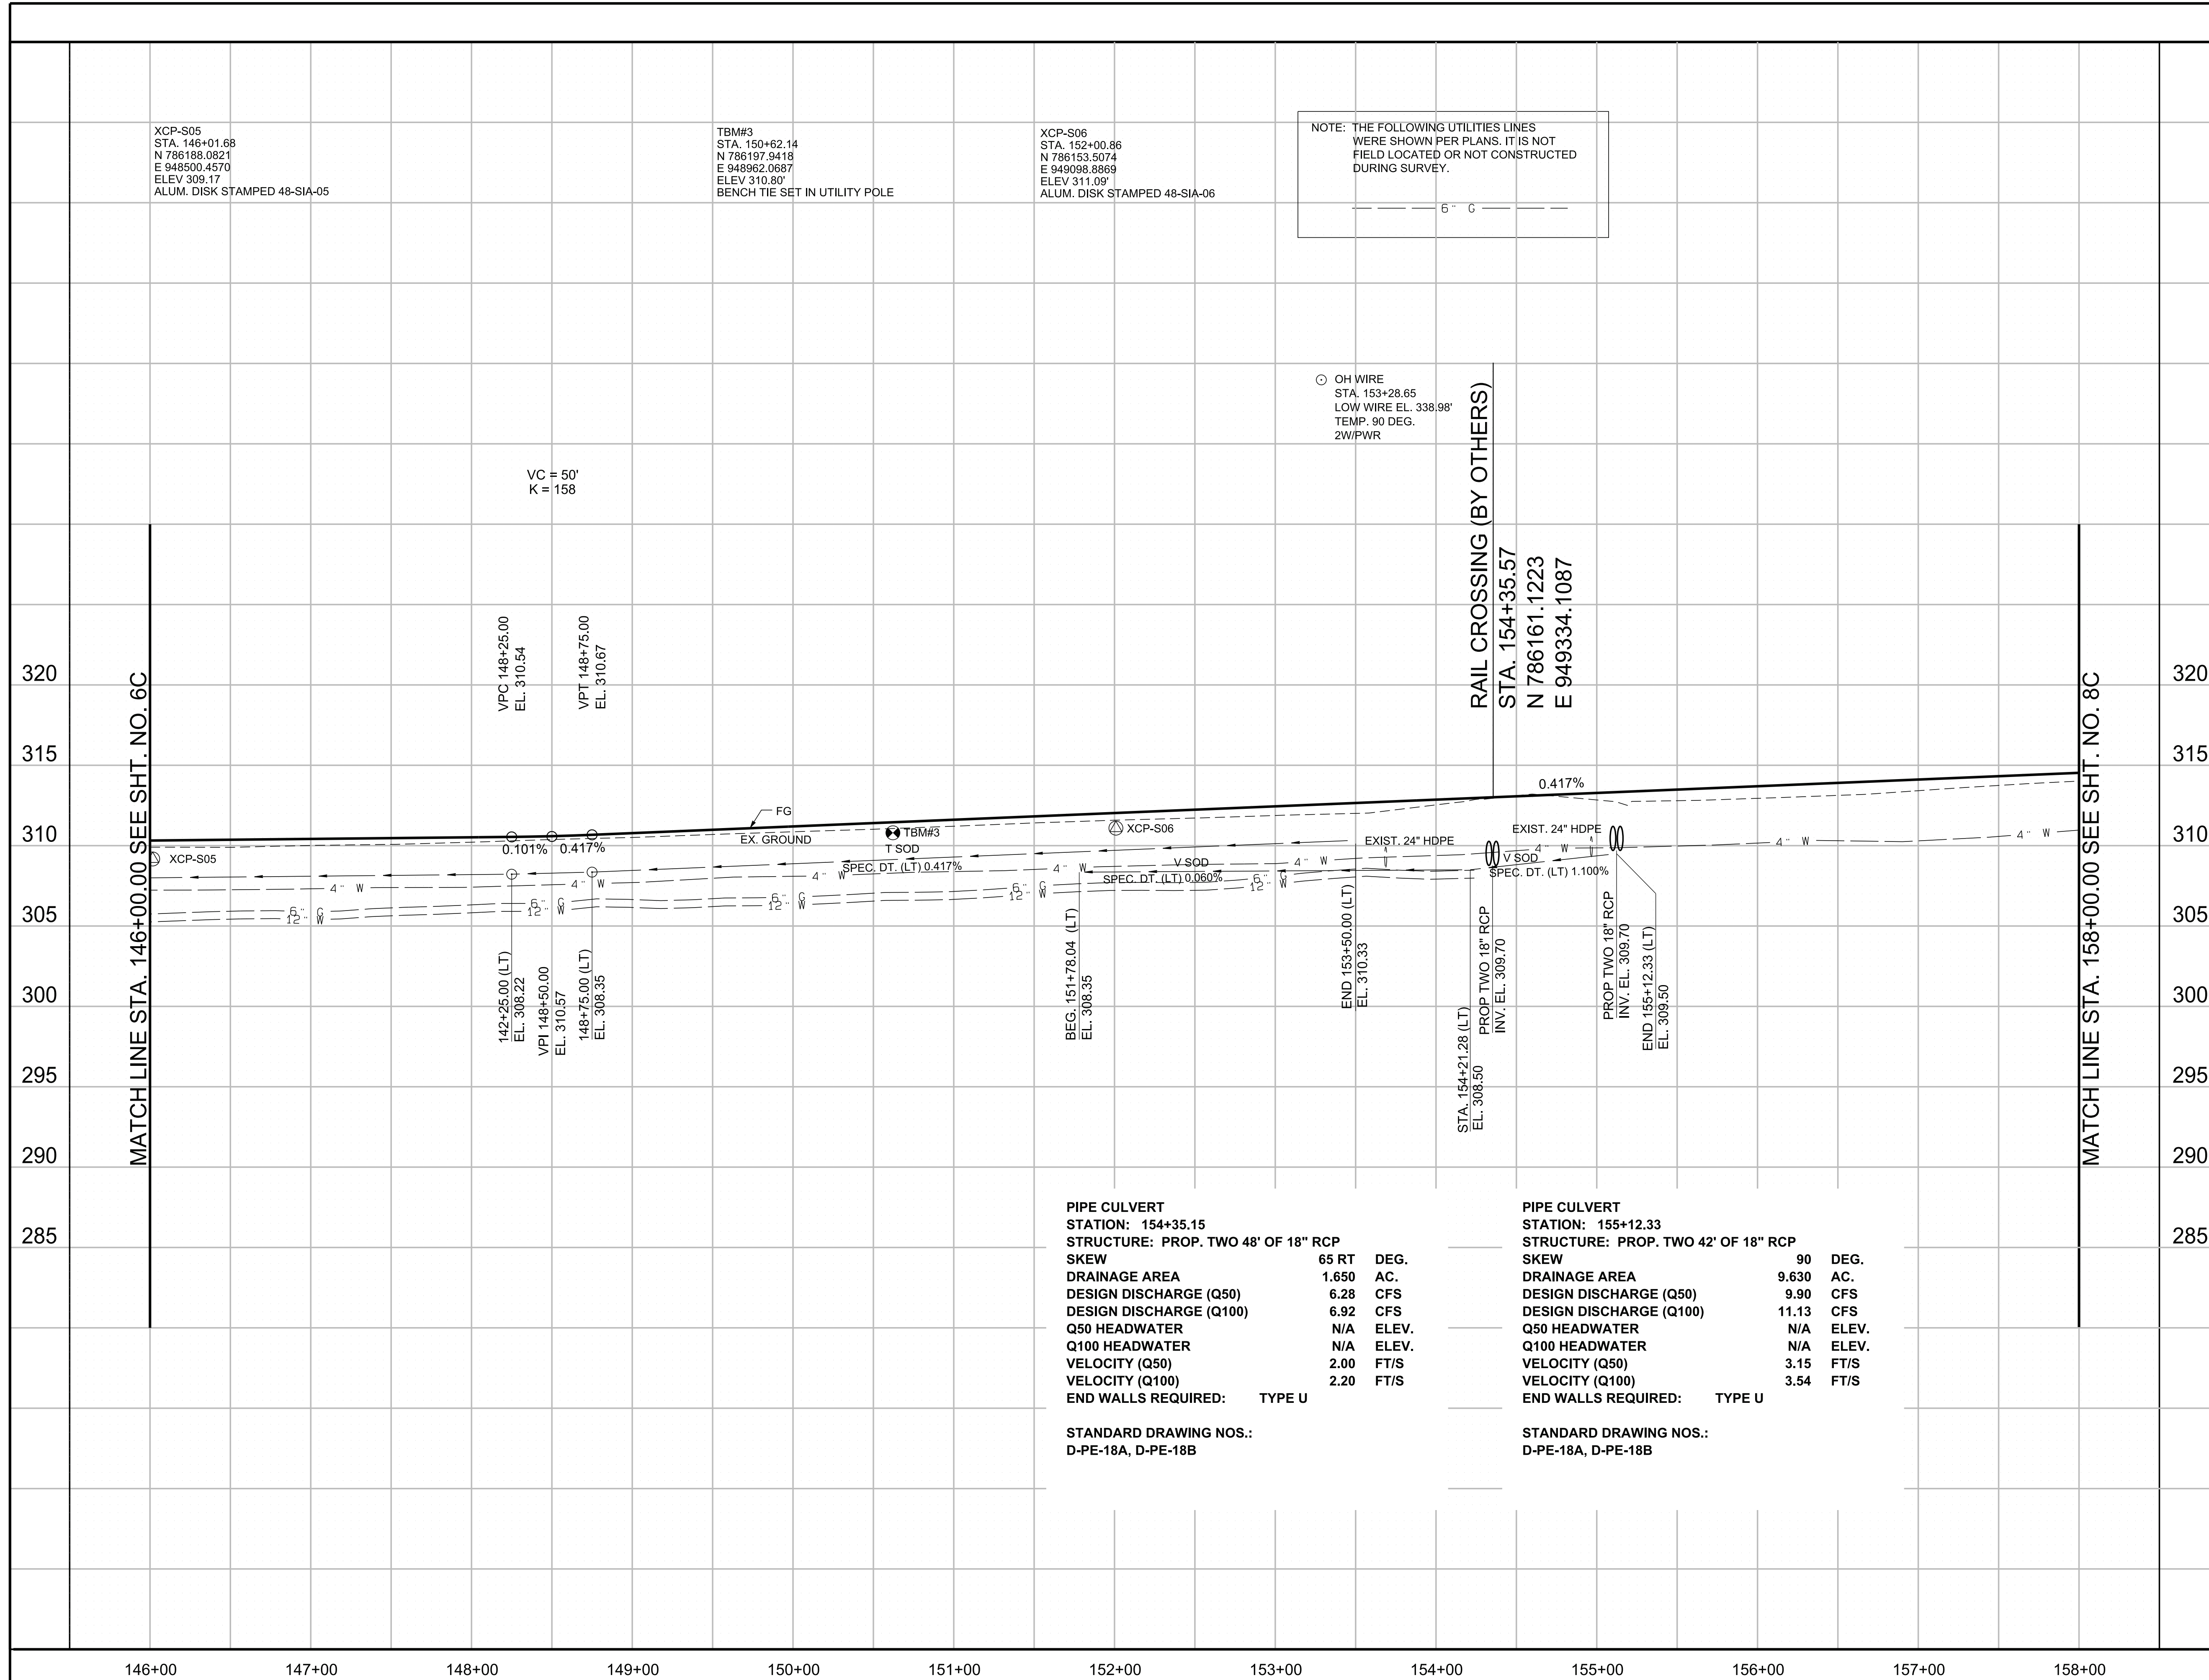 XCP-S05
STA. 146+01.68
N 786188.0821
E 948500.4570
ELEV 309.17
ALUM. DISK STAMPED 48-SIA-05
TBM#3
STA. 150+62.14
N 786197.9418
E 948962.0687
ELEV 310.80'
BENCH TIE SET IN UTILITY POLE
XCP-S06
STA. 152+00.86
N 786153.5074
E 949098.8869
ELEV 311.09'
ALUM. DISK STAMPED 48-SIA-06
NOTE: THE FOLLOWING UTILITIES LINES
WERE SHOWN PER PLANS. IT IS NOT
FIELD LOCATED OR NOT CONSTRUCTED
DURING SURVEY.
6" G
OH WIRE
STA. 153+28.65
LOW WIRE EL. 338.98'
TEMP. 90 DEG.
2W/PWR
VC = 50'
K = 158
RAIL CROSSING (BY OTHERS)
STA. 154+35.57
N 786161.1223
E 949334.1087
VPC 148+25.00
EL. 310.54
VPT 148+75.00
EL. 310.67
MATCH LINE STA. 146+00.00 SEE SHT. NO. 6C
MATCH LINE STA. 158+00.00 SEE SHT. NO. 8C
320
315
310
305
300
295
290
285
320
315
310
305
300
295
290
285
0.417%
FG
TBM#3
XCP-S06
EXIST. 24" HDPE
EX. GROUND
EXIST. 24" HDPE
0.101% 0.417%
T SOD
XCP-S05
V SOD
V SOD
SPEC. DT. (LT) 0.417%
SPEC. DT. (LT) 0.060%
SPEC. DT. (LT) 1.100%
4" W
4" W
4" W
4" W
4" W
4" W
4" W
4" W
6" G
6" G
6" G
6" G
6" G
12" W
12" W
12" W
12" W
12" W
142+25.00 (LT)
EL. 308.22
VPI 148+50.00
EL. 310.57
148+75.00 (LT)
EL. 308.35
BEG. 151+78.04 (LT)
EL. 308.35
END 153+50.00 (LT)
EL. 310.33
STA. 154+21.28 (LT)
EL. 308.50
PROP TWO 18" RCP
INV. EL. 309.70
PROP TWO 18" RCP
INV. EL. 309.70
END 155+12.33 (LT)
EL. 309.50
PIPE CULVERT
STATION: 154+35.15
STRUCTURE: PROP. TWO 48' OF 18" RCP
SKEW 65 RT DEG.
DRAINAGE AREA 1.650 AC.
DESIGN DISCHARGE (Q50) 6.28 CFS
DESIGN DISCHARGE (Q100) 6.92 CFS
Q50 HEADWATER N/A ELEV.
Q100 HEADWATER N/A ELEV.
VELOCITY (Q50) 2.00 FT/S
VELOCITY (Q100) 2.20 FT/S
END WALLS REQUIRED: TYPE U
STANDARD DRAWING NOS.:
D-PE-18A, D-PE-18B
PIPE CULVERT
STATION: 155+12.33
STRUCTURE: PROP. TWO 42' OF 18" RCP
SKEW 90 DEG.
DRAINAGE AREA 9.630 AC.
DESIGN DISCHARGE (Q50) 9.90 CFS
DESIGN DISCHARGE (Q100) 11.13 CFS
Q50 HEADWATER N/A ELEV.
Q100 HEADWATER N/A ELEV.
VELOCITY (Q50) 3.15 FT/S
VELOCITY (Q100) 3.54 FT/S
END WALLS REQUIRED: TYPE U
STANDARD DRAWING NOS.:
D-PE-18A, D-PE-18B
146+00 147+00 148+00 149+00 150+00 151+00 152+00 153+00 154+00 155+00 156+00 157+00 158+00